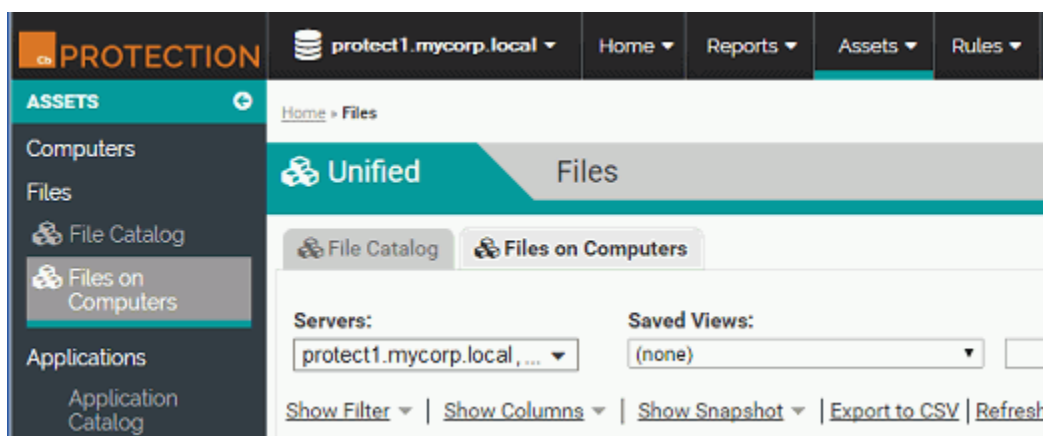 Cb PROTECTION
protect1.mycorp.local
Home
Reports
Assets
Rules
ASSETS
Computers
Files
File Catalog
Files on
Computers
Applications
Application
Catalog
Home » Files
Unified
Files
File Catalog
Files on Computers
Servers:
Saved Views:
protect1.mycorp.local,...
(none)
Show Filter | Show Columns | Show Snapshot | Export to CSV | Refresh